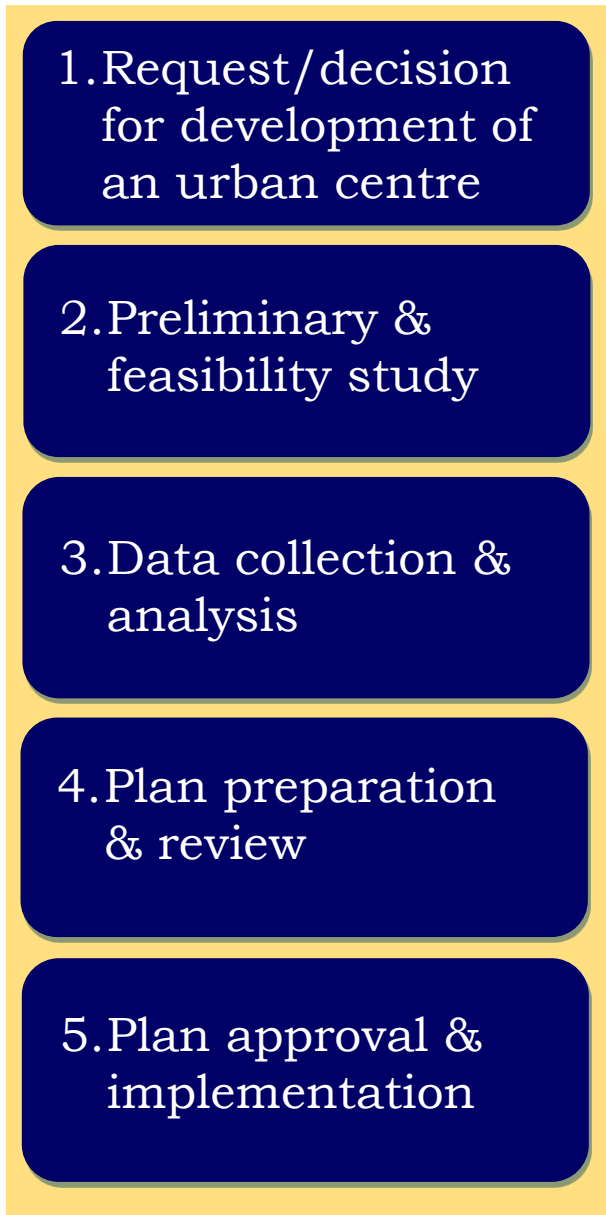 1.Request/decision
for development of
an urban centre
2.Preliminary &
feasibility study
3.Data collection &
analysis
4.Plan preparation
& review
5.Plan approval &
implementation